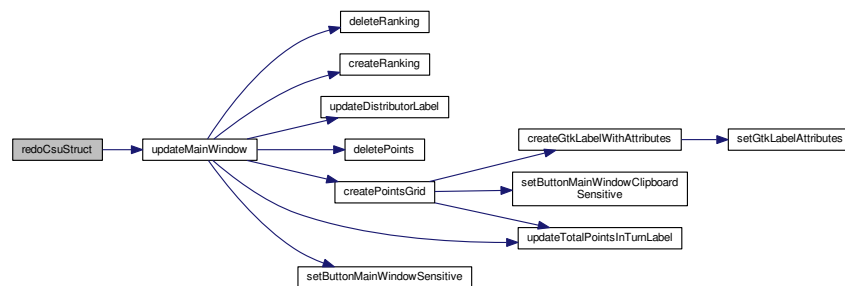 redoCsuStruct
updateMainWindow
deleteRanking
createRanking
updateDistributorLabel
deletePoints
createPointsGrid
setButtonMainWindowSensitive
createGtkLabelWithAttributes
setButtonMainWindowClipboard
Sensitive
updateTotalPointsInTurnLabel
setGtkLabelAttributes